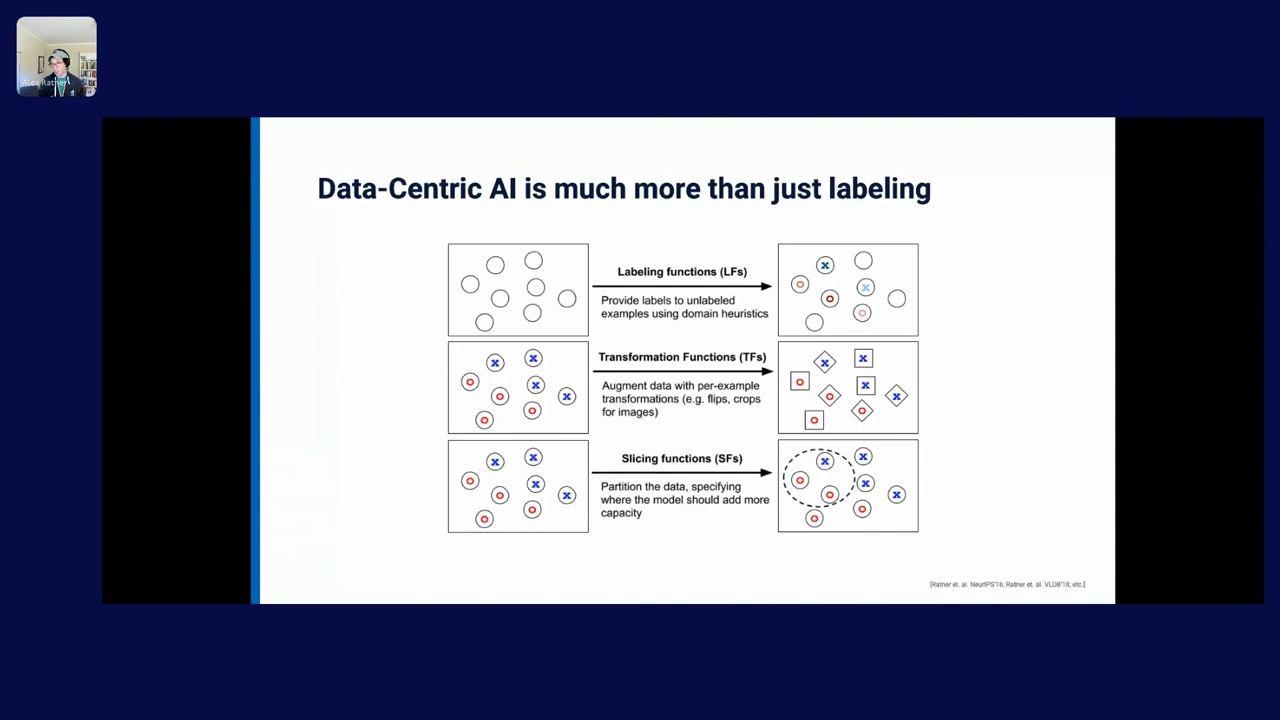 Alex Ratner
Data-Centric AI is much more than just labeling
Labeling functions (LFs)
Provide labels to unlabeled
examples using domain heuristics
Transformation Functions (TFs)
Augment data with per-example
transformations (e.g. flips, crops
for images)
Slicing functions (SFs)
Partition the data, specifying
where the model should add more
capacity
[Ratner et. al. NeurIPS'16; Ratner et. al. VLDB'18; etc.]